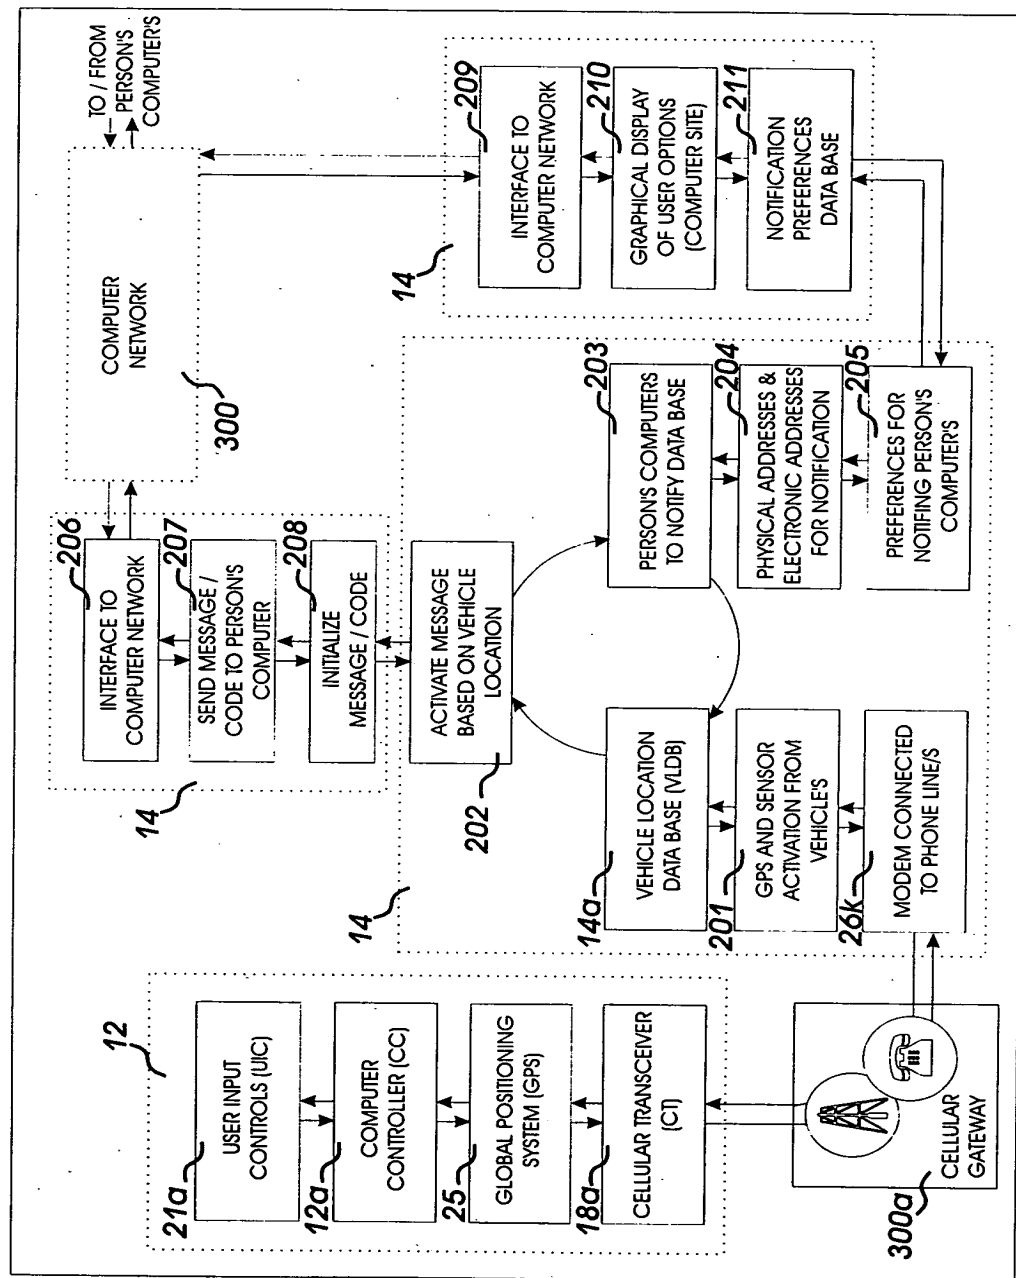 12
21a
USER INPUT
CONTROLS (UIC)
12a
COMPUTER
CONTROLLER (CC)
25
GLOBAL POSITIONING
SYSTEM (GPS)
18a
CELLULAR TRANSCEIVER
(CT)
CELLULAR
GATEWAY
300a
14
206
INTERFACE TO
COMPUTER NETWORK
207
SEND MESSAGE /
CODE TO PERSON'S
COMPUTER
208
INITIALIZE
MESSAGE / CODE
14
202
ACTIVATE MESSAGE
BASED ON VEHICLE
LOCATION
14a
VEHICLE LOCATION
DATA BASE (VLDB)
201
GPS AND SENSOR
ACTIVATION FROM
VEHICLE'S
26k
MODEM CONNECTED
TO PHONE LINE/S
203
PERSON'S COMPUTERS
TO NOTIFY DATA BASE
204
PHYSICAL ADDRESSES &
ELECTRONIC ADDRESSES
FOR NOTIFICATION
205
PREFERENCES FOR
NOTIFING PERSON'S
COMPUTER'S
COMPUTER
NETWORK
300
TO / FROM
PERSON'S
COMPUTER'S
14
209
INTERFACE TO
COMPUTER NETWORK
210
GRAPHICAL DISPLAY
OF USER OPTIONS
(COMPUTER SITE)
211
NOTIFICATION
PREFERENCES
DATA BASE